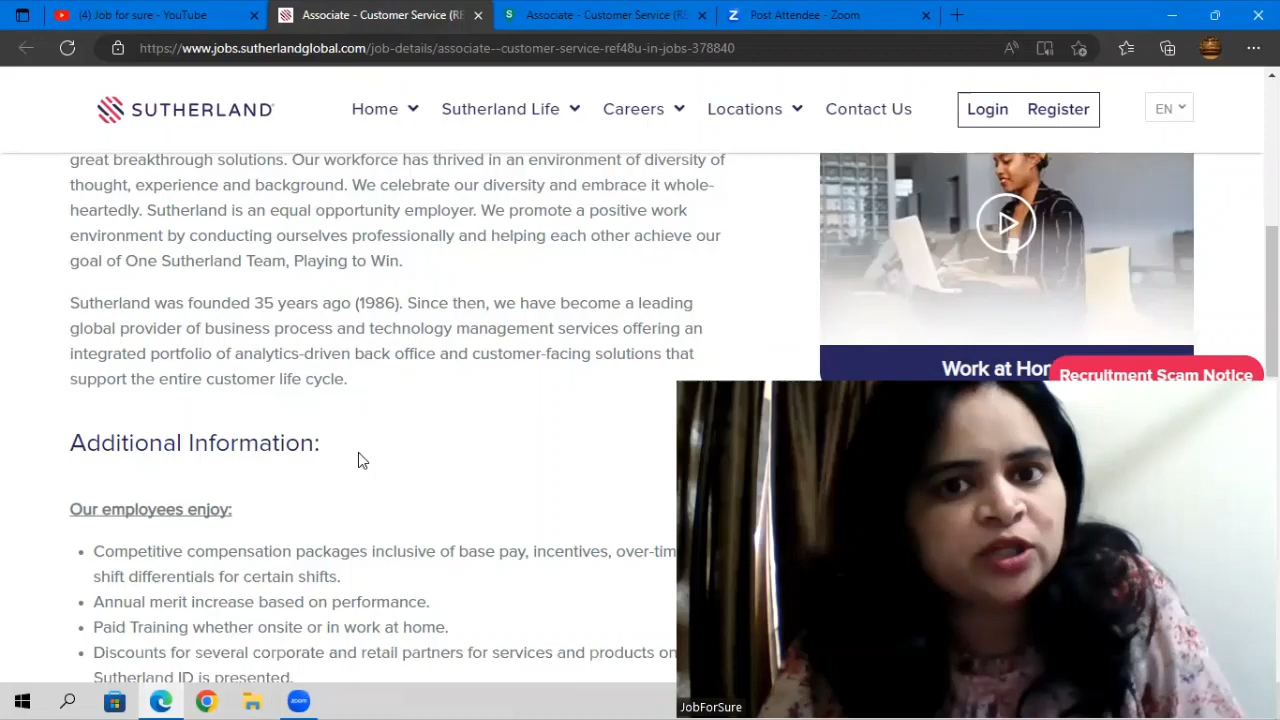 (4) Job for sure - YouTube
Associate - Customer Service (RE
Associate - Customer Service (RE
Post Attendee - Zoom
https://www.jobs.sutherlandglobal.com/job-details/associate--customer-service-ref48u-in-jobs-378840
SUTHERLAND
Home
Sutherland Life
Careers
Locations
Contact Us
Login Register
EN
great breakthrough solutions. Our workforce has thrived in an environment of diversity of
thought, experience and background. We celebrate our diversity and embrace it whole-
heartedly. Sutherland is an equal opportunity employer. We promote a positive work
environment by conducting ourselves professionally and helping each other achieve our
goal of One Sutherland Team, Playing to Win.
Sutherland was founded 35 years ago (1986). Since then, we have become a leading
global provider of business process and technology management services offering an
integrated portfolio of analytics-driven back office and customer-facing solutions that
support the entire customer life cycle.
Work at Hom
Recruitment Scam Notice
Additional Information:
Our employees enjoy:
• Competitive compensation packages inclusive of base pay, incentives, over-tim
shift differentials for certain shifts.
• Annual merit increase based on performance.
• Paid Training whether onsite or in work at home.
• Discounts for several corporate and retail partners for services and products on
Sutherland ID is presented.
zoom
JobForSure